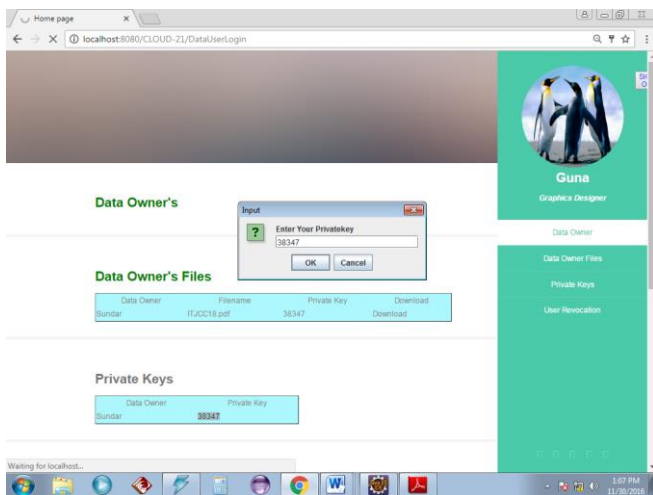 Home page
localhost:8080/CLOUD-21/DataUserLogin
Guna
Graphics Designer
Data Owner's
Input
Enter Your Privatekey
38347
OK Cancel
Data Owner
Data Owner Files
Private Keys
User Revocation
Data Owner's Files
Data Owner Filename Private Key Download
Sundar ITJCC18.pdf 38347 Download
Private Keys
Data Owner Private Key
Sundar 38347
Waiting for localhost...
PM
11/30/2016